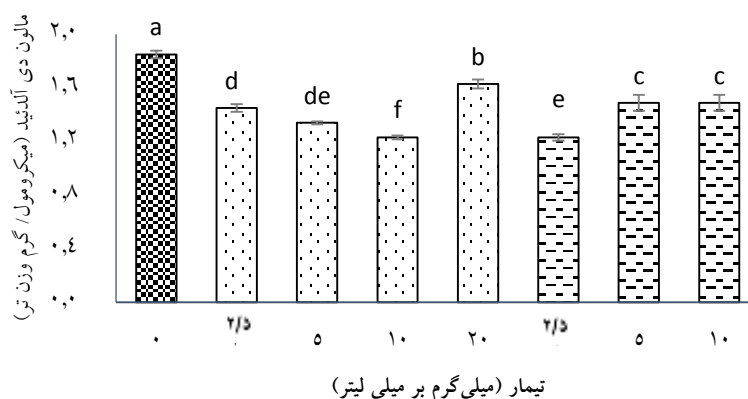 مالون دی آلدئید (میکرومول/ گرم وزن تر)
۲,۰
۱,۶
۱,۲
۰,۸
۰,٤
۰,۰
a
d
de
f
b
e
c
c
۰ ۲/۵ ۵ ۱۰ ۲۰ ۲/۵ ۵ ۱۰
تیمار (میلی‌گرم بر میلی لیتر)